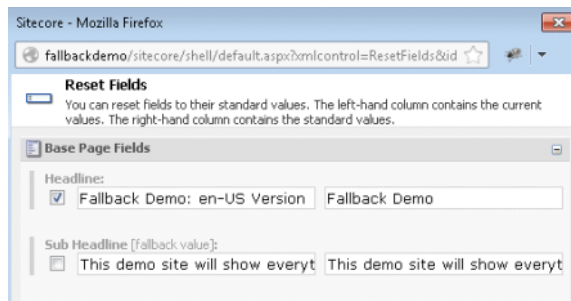 Sitecore - Mozilla Firefox
fallbackdemo/sitecore/shell/default.aspx?xmlcontrol=ResetFields&id
Reset Fields
You can reset fields to their standard values. The left-hand column contains the current
values. The right-hand column contains the standard values.
Base Page Fields
Headline:
Fallback Demo: en-US Version Fallback Demo
Sub Headline [fallback value]:
This demo site will show everyt This demo site will show everyt